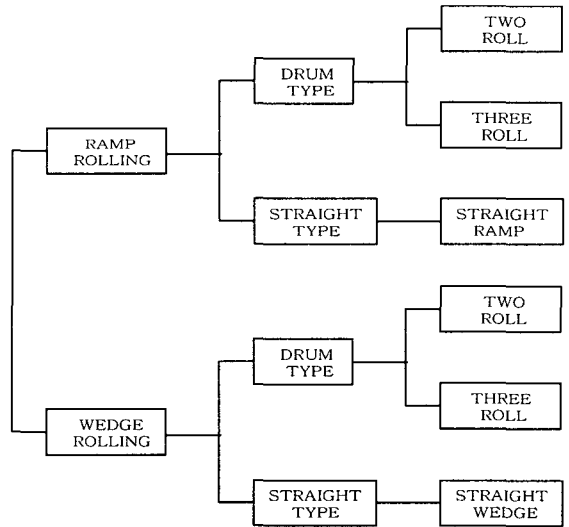 TWO
ROLL
DRUM
TYPE
THREE
ROLL
RAMP
ROLLING
STRAIGHT
TYPE
STRAIGHT
RAMP
TWO
ROLL
DRUM
TYPE
THREE
ROLL
WEDGE
ROLLING
STRAIGHT
TYPE
STRAIGHT
WEDGE